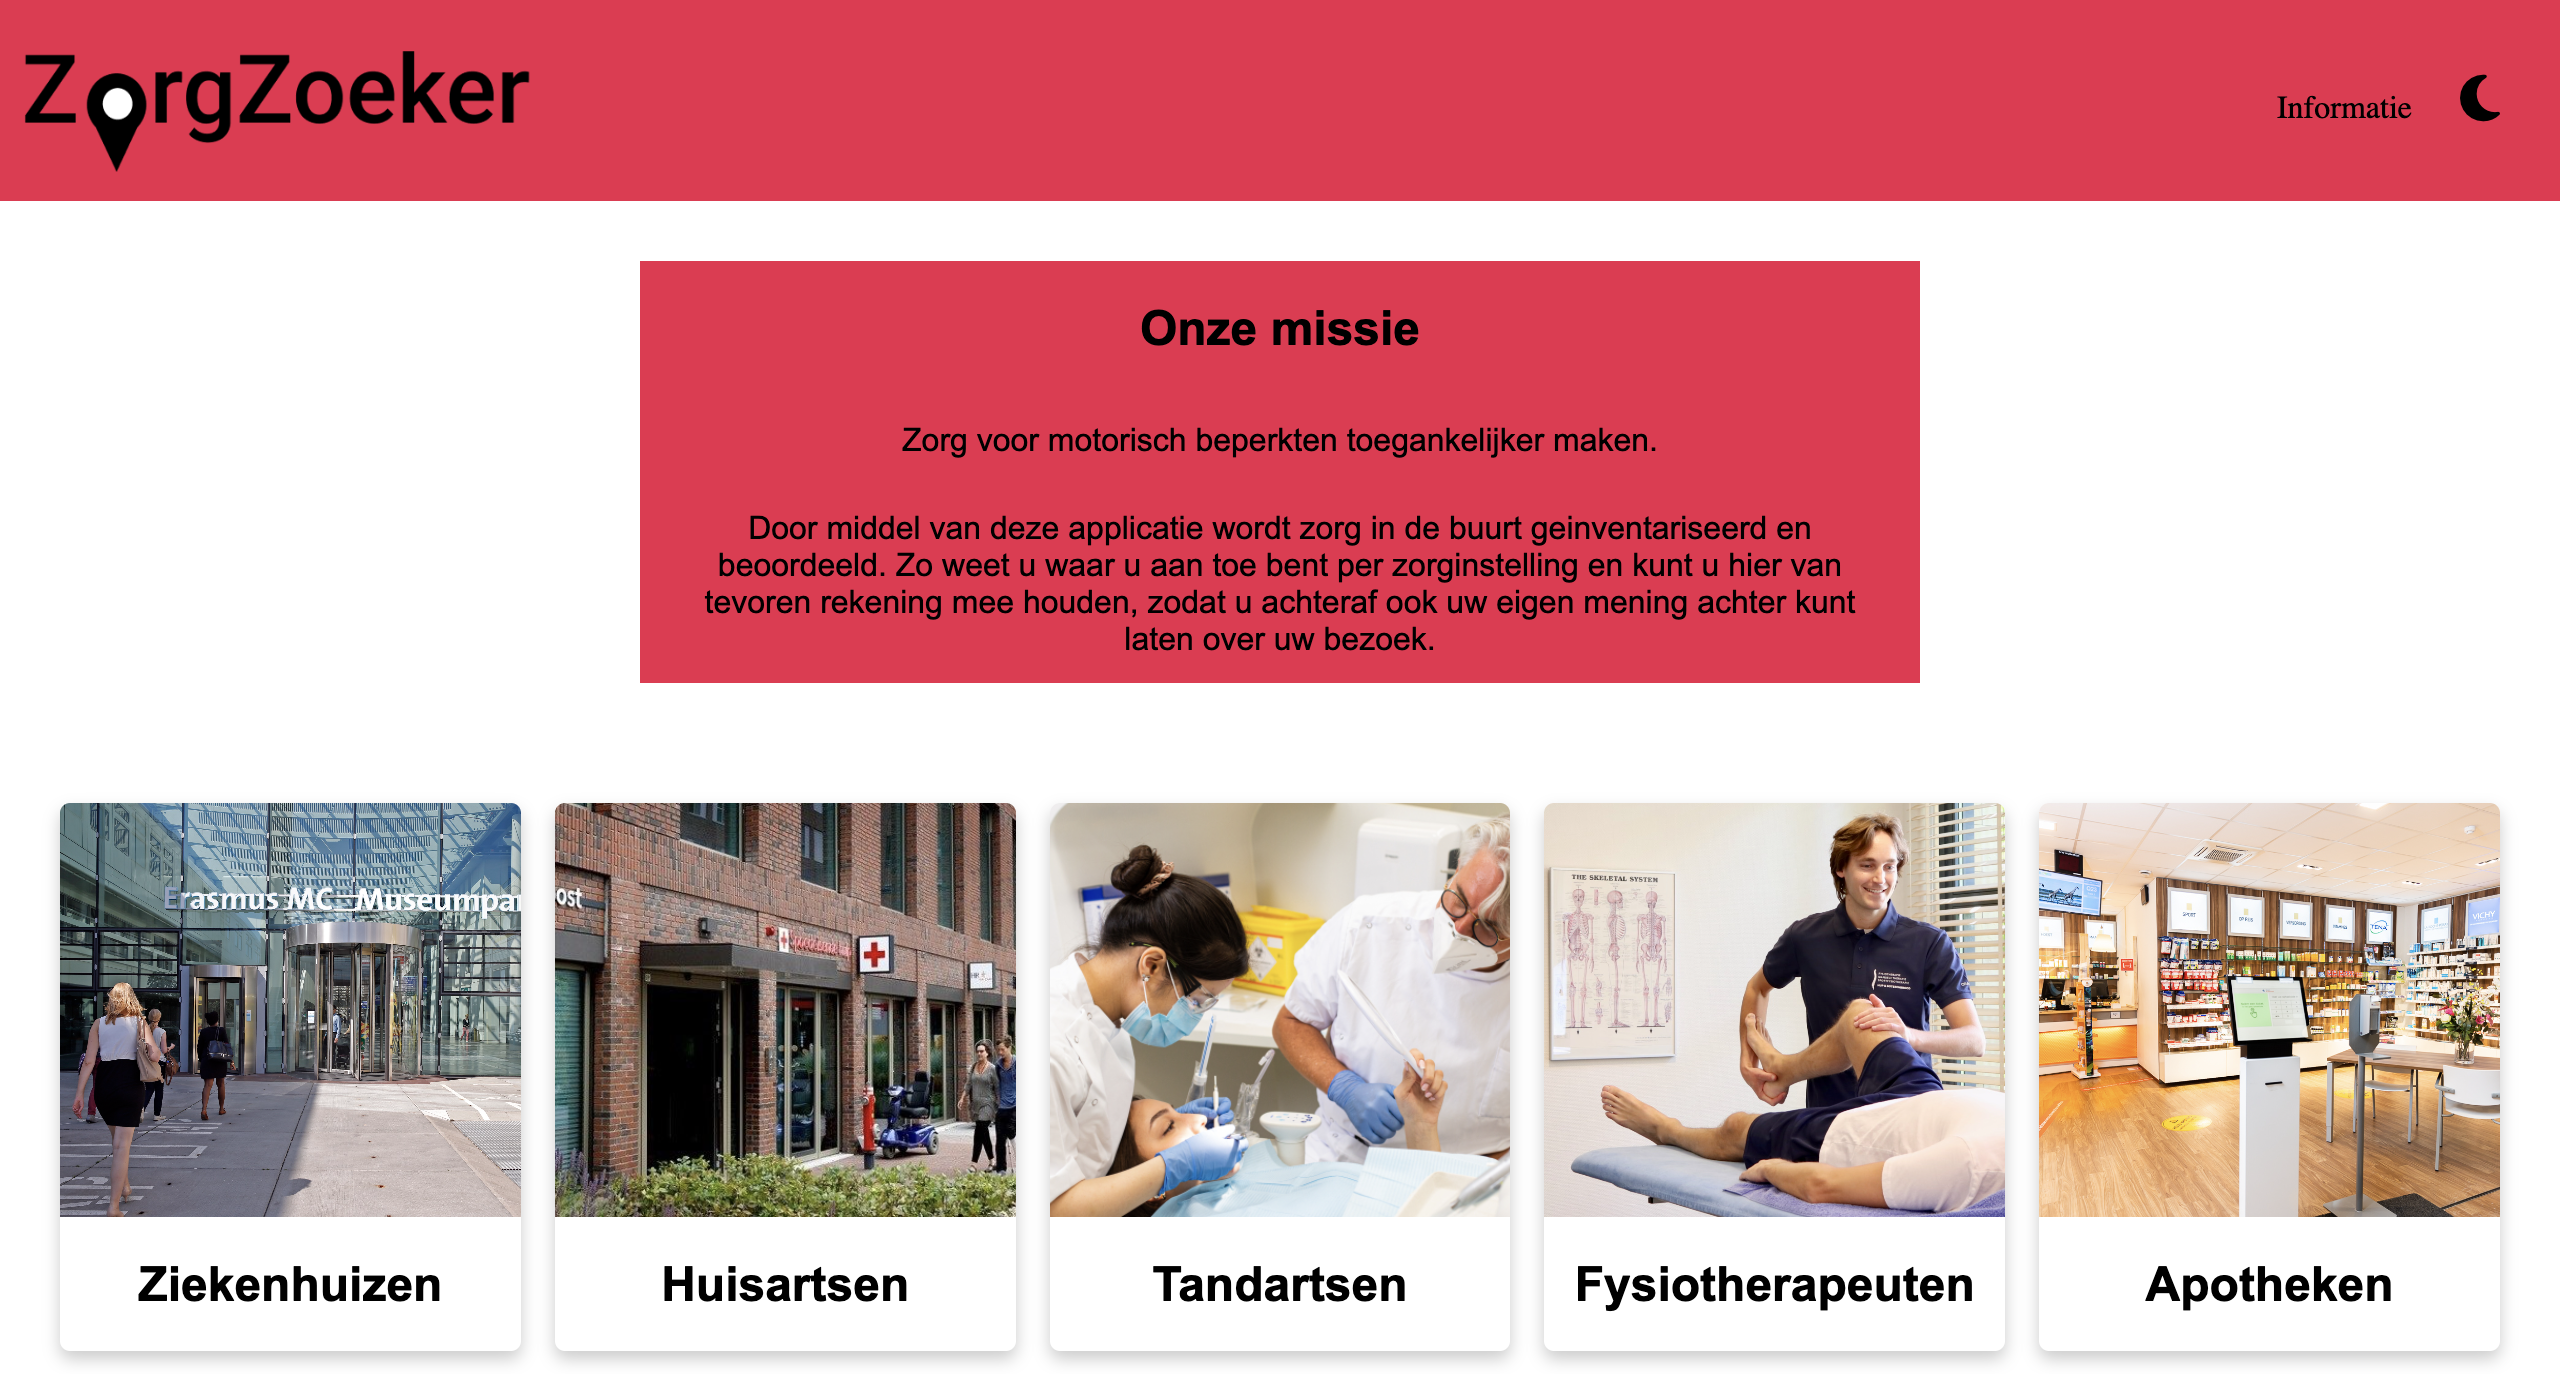 ZorgZoeker
Informatie
Onze missie
Zorg voor motorisch beperkten toegankelijker maken.
Door middel van deze applicatie wordt zorg in de buurt geinventariseerd en
beoordeeld. Zo weet u waar u aan toe bent per zorginstelling en kunt u hier van
tevoren rekening mee houden, zodat u achteraf ook uw eigen mening achter kunt
laten over uw bezoek.
Erasmus MC Museumpar
ost
THE SKELETAL SYSTEM
VICHY
TENA
Ziekenhuizen
Huisartsen
Tandartsen
Fysiotherapeuten
Apotheken